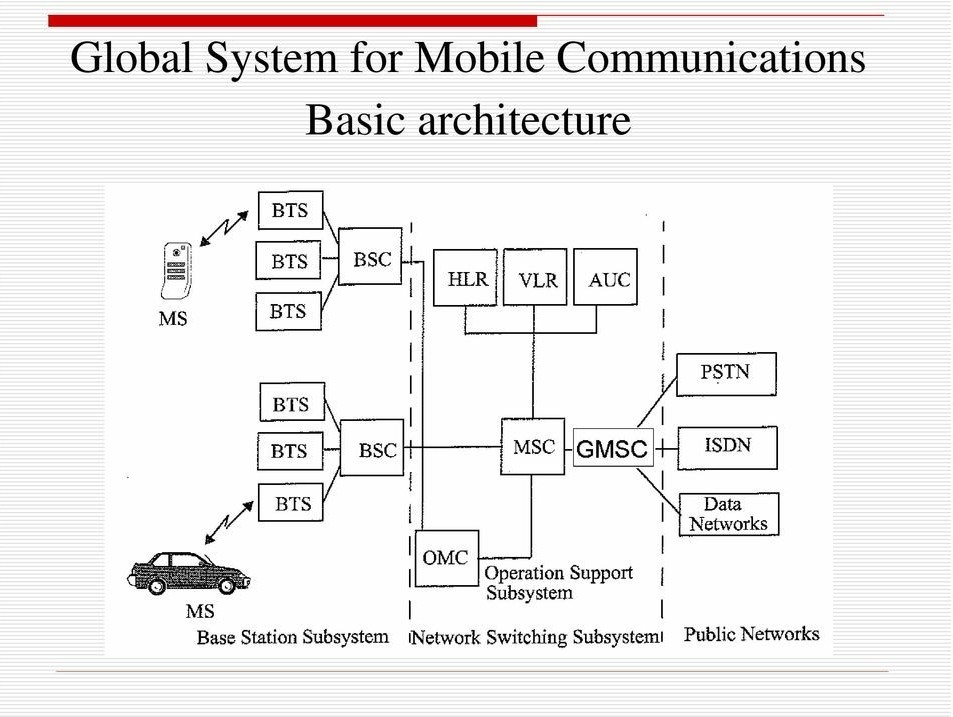 Global System for Mobile Communications
Basic architecture
BTS
BTS
BSC
BTS
MS
HLR
VLR
AUC
PSTN
BTS
BTS
BSC
MSC
GMSC
ISDN
BTS
Data
Networks
OMC
Operation Support
Subsystem
MS
Base Station Subsystem
Network Switching Subsystem
Public Networks